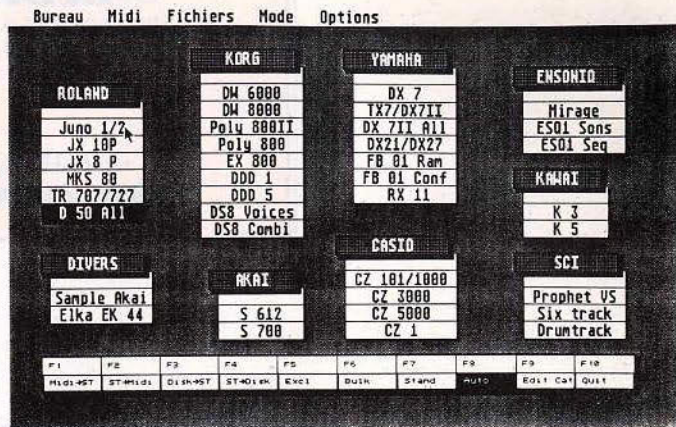 Bureau Midi Fichiers Mode Options
ROLAND
Juno 1/2
JX 10P
JX 8 P
MKS 80
TR 707/727
D 50 All
KORG
DW 6000
DW 8000
Poly 800II
Poly 800
EX 800
DDD 1
DDD 5
DS8 Voices
DS8 Combi
YAMAHA
DX 7
TX7/DX7II
DX 7II All
DX21/DX27
FB 01 Ram
FB 01 Conf
RX 11
ENSONIQ
Mirage
ESQ1 Sons
ESQ1 Seq
KAWAI
K 3
K 5
DIVERS
Sample Akai
Elka EK 44
AKAI
S 612
S 700
CASIO
CZ 101/1000
CZ 3000
CZ 5000
CZ 1
SCI
Prophet VS
Six track
Drumtrack
F1 F2 F3 F4 F5 F6 F7 F8 F9 F10
Midi→ST ST→Midi Disk→ST ST→Disk Excl Bulk Stand Auto Edit Cat Quit